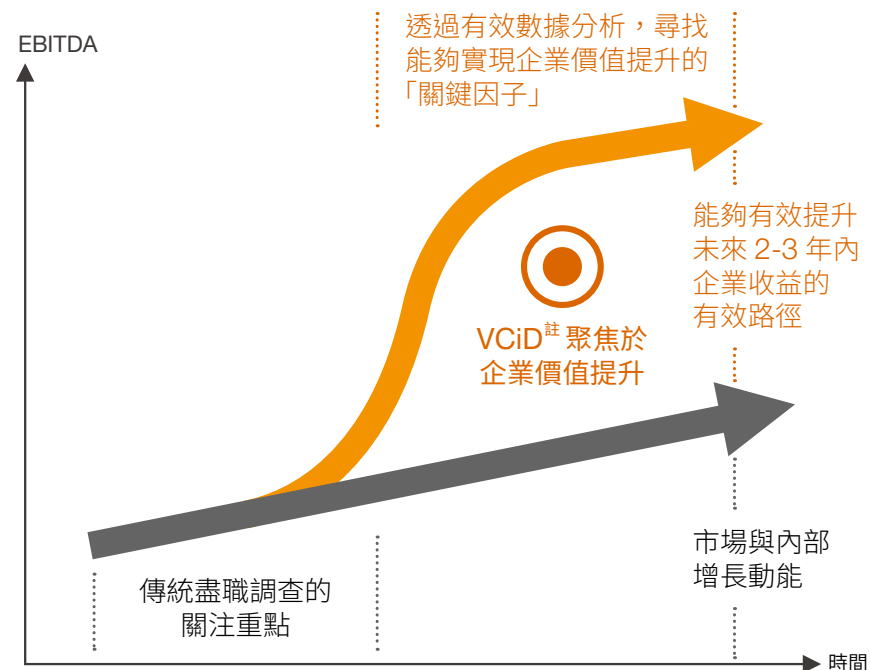 透過有效數據分析，尋找
能夠實現企業價值提升的
「關鍵因子」
EBITDA
能夠有效提升
未來 2-3 年內
企業收益的
有效路徑
VCiD註 聚焦於
企業價值提升
市場與內部
增長動能
傳統盡職調查的
關注重點
時間